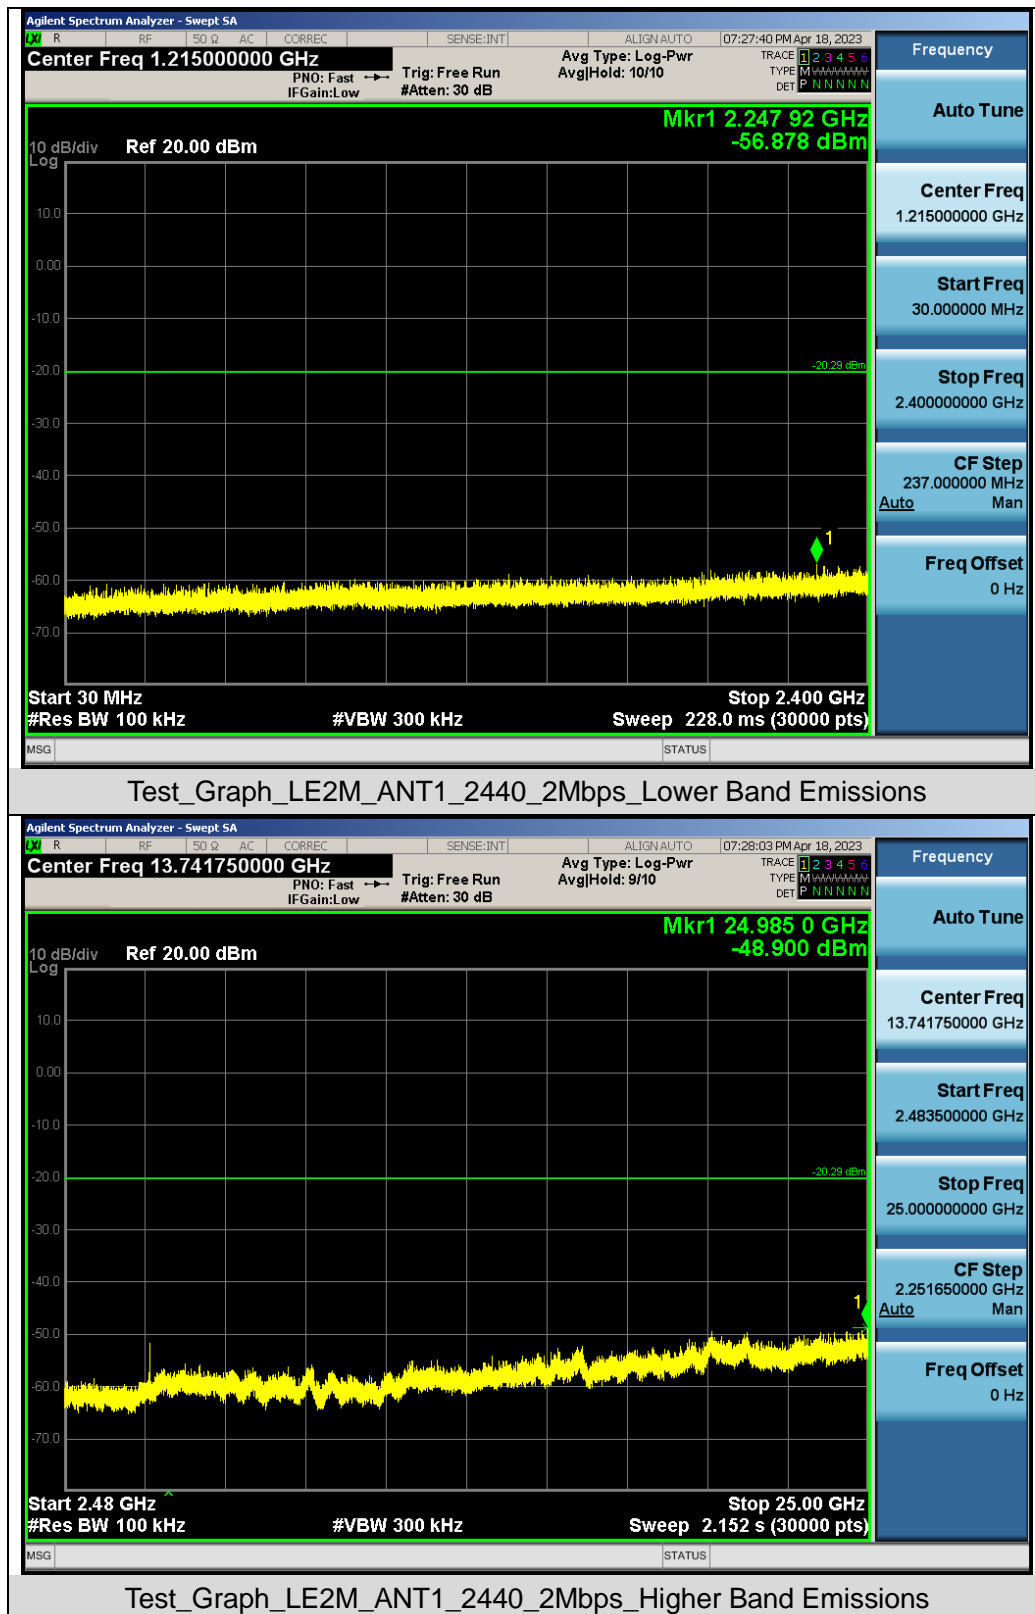 Agilent Spectrum Analyzer - Swept SA
LXI R RF 50 Ω AC CORREC SENSE:INT ALIGN AUTO 07:27:40 PM Apr 18, 2023
Center Freq 1.215000000 GHz
PNO: Fast
IFGain:Low
Trig: Free Run
#Atten: 30 dB
Avg Type: Log-Pwr
Avg|Hold: 10/10
TRACE 1 2 3 4 5 6
TYPE M WWWWW
DET P N N N N N
Mkr1 2.247 92 GHz
-56.878 dBm
10 dB/div Ref 20.00 dBm
Log
10.0
0.00
-10.0
-20.0
-20.29 dBm
-30.0
-40.0
-50.0
1
-60.0
-70.0
Start 30 MHz Stop 2.400 GHz
#Res BW 100 kHz #VBW 300 kHz Sweep 228.0 ms (30000 pts)
MSG STATUS
Frequency
Auto Tune
Center Freq
1.215000000 GHz
Start Freq
30.000000 MHz
Stop Freq
2.400000000 GHz
CF Step
237.000000 MHz
Auto Man
Freq Offset
0 Hz
Test_Graph_LE2M_ANT1_2440_2Mbps_Lower Band Emissions
Agilent Spectrum Analyzer - Swept SA
LXI R RF 50 Ω AC CORREC SENSE:INT ALIGN AUTO 07:28:03 PM Apr 18, 2023
Center Freq 13.741750000 GHz
PNO: Fast
IFGain:Low
Trig: Free Run
#Atten: 30 dB
Avg Type: Log-Pwr
Avg|Hold: 9/10
TRACE 1 2 3 4 5 6
TYPE M WWWWW
DET P N N N N N
Mkr1 24.985 0 GHz
-48.900 dBm
10 dB/div Ref 20.00 dBm
Log
10.0
0.00
-10.0
-20.0
-20.29 dBm
-30.0
-40.0
1
-50.0
-60.0
-70.0
Start 2.48 GHz Stop 25.00 GHz
#Res BW 100 kHz #VBW 300 kHz Sweep 2.152 s (30000 pts)
MSG STATUS
Frequency
Auto Tune
Center Freq
13.741750000 GHz
Start Freq
2.483500000 GHz
Stop Freq
25.000000000 GHz
CF Step
2.251650000 GHz
Auto Man
Freq Offset
0 Hz
Test_Graph_LE2M_ANT1_2440_2Mbps_Higher Band Emissions